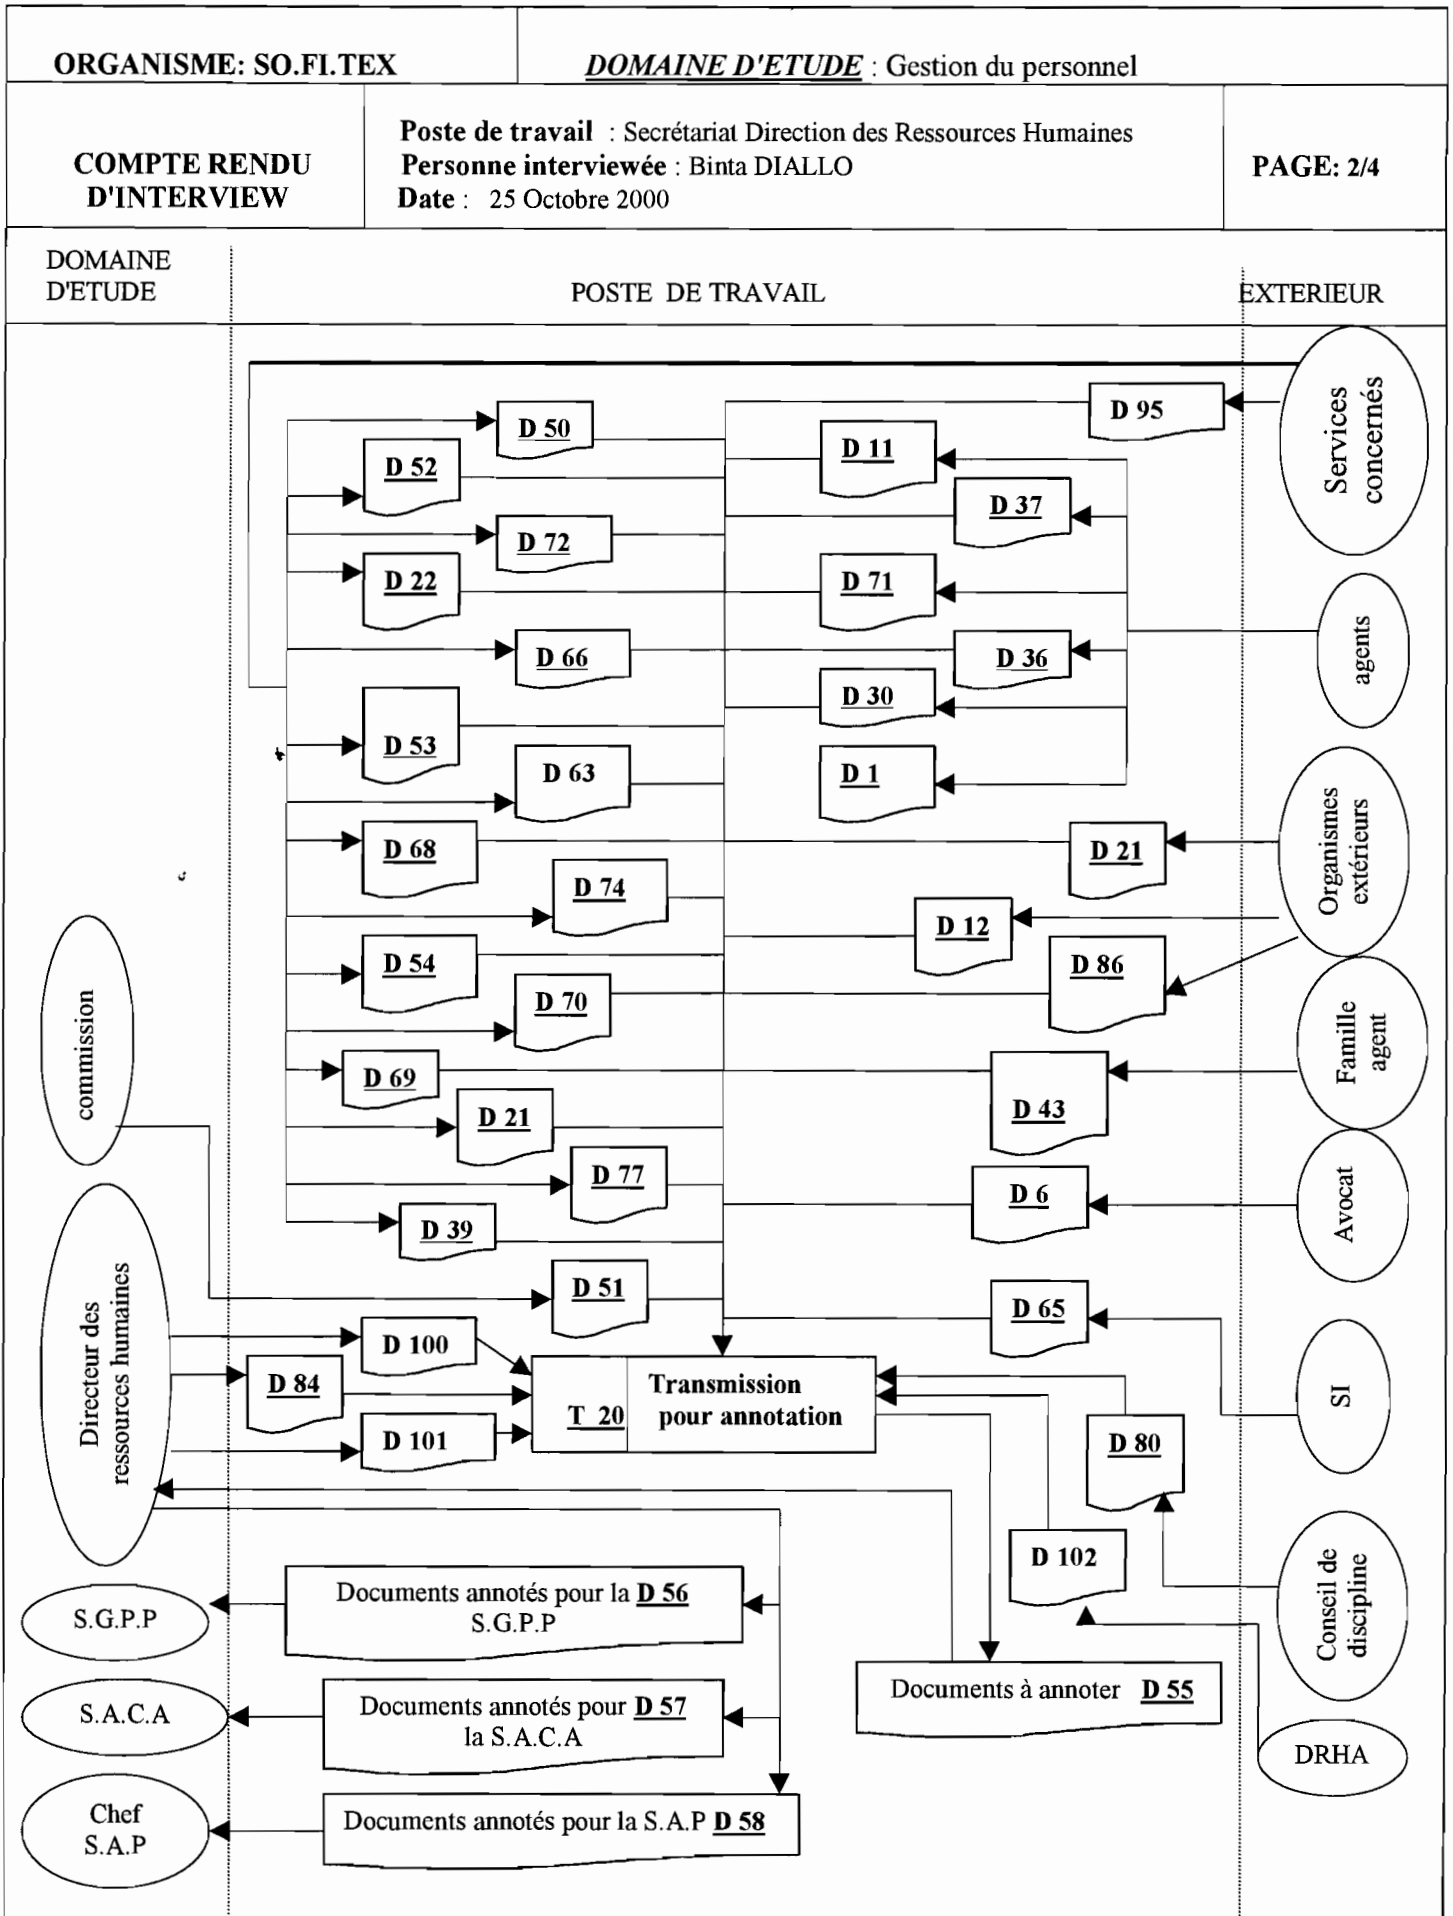 ORGANISME: SO.FI.TEX
DOMAINE D'ETUDE : Gestion du personnel
COMPTE RENDU
D'INTERVIEW
Poste de travail : Secrétariat Direction des Ressources Humaines
Personne interviewée : Binta DIALLO
Date : 25 Octobre 2000
PAGE: 2/4
DOMAINE
D'ETUDE
POSTE DE TRAVAIL
EXTERIEUR
Services
concernés
D 95
D 50
D 11
D 52
D 37
D 72
D 22
D 71
agents
D 66
D 36
D 30
D 53
D 63
D 1
Organismes
extérieurs
D 68
D 21
D 74
D 12
D 54
D 86
D 70
commission
Famille
agent
D 69
D 43
D 21
D 77
D 6
Avocat
D 39
D 51
D 65
Directeur des
ressources humaines
D 100
D 84
D 101
T 20
Transmission
pour annotation
SI
D 80
D 102
Conseil de
discipline
S.G.P.P
Documents annotés pour la D 56
S.G.P.P
Documents à annoter D 55
S.A.C.A
Documents annotés pour D 57
la S.A.C.A
DRHA
Chef
S.A.P
Documents annotés pour la S.A.P D 58